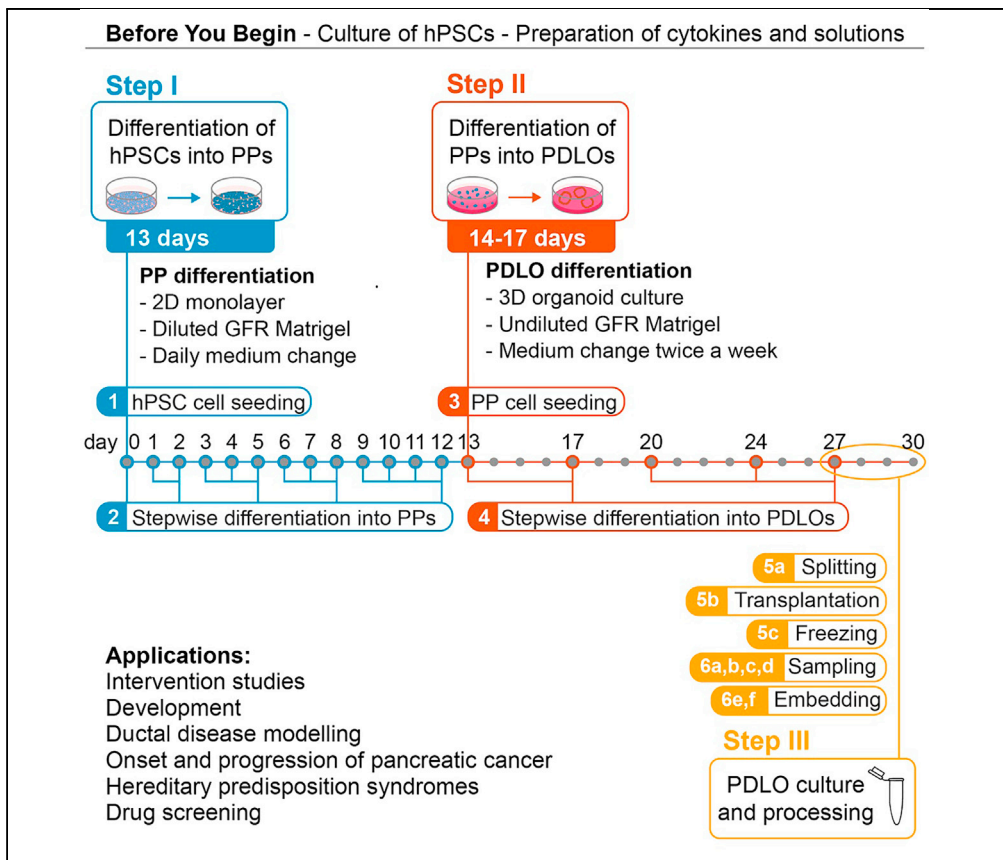 Before You Begin - Culture of hPSCs - Preparation of cytokines and solutions
Step I
Differentiation of
hPSCs into PPs
13 days
PP differentiation
- 2D monolayer
- Diluted GFR Matrigel
- Daily medium change
Step II
Differentiation of
PPs into PDLOs
14-17 days
PDLO differentiation
- 3D organoid culture
- Undiluted GFR Matrigel
- Medium change twice a week
1 hPSC cell seeding
3 PP cell seeding
day 0 1 2 3 4 5 6 7 8 9 10 11 12 13 17 20 24 27 30
2 Stepwise differentiation into PPs
4 Stepwise differentiation into PDLOs
5a Splitting
5b Transplantation
5c Freezing
6a,b,c,d Sampling
6e,f Embedding
Step III
PDLO culture
and processing
Applications:
Intervention studies
Development
Ductal disease modelling
Onset and progression of pancreatic cancer
Hereditary predisposition syndromes
Drug screening